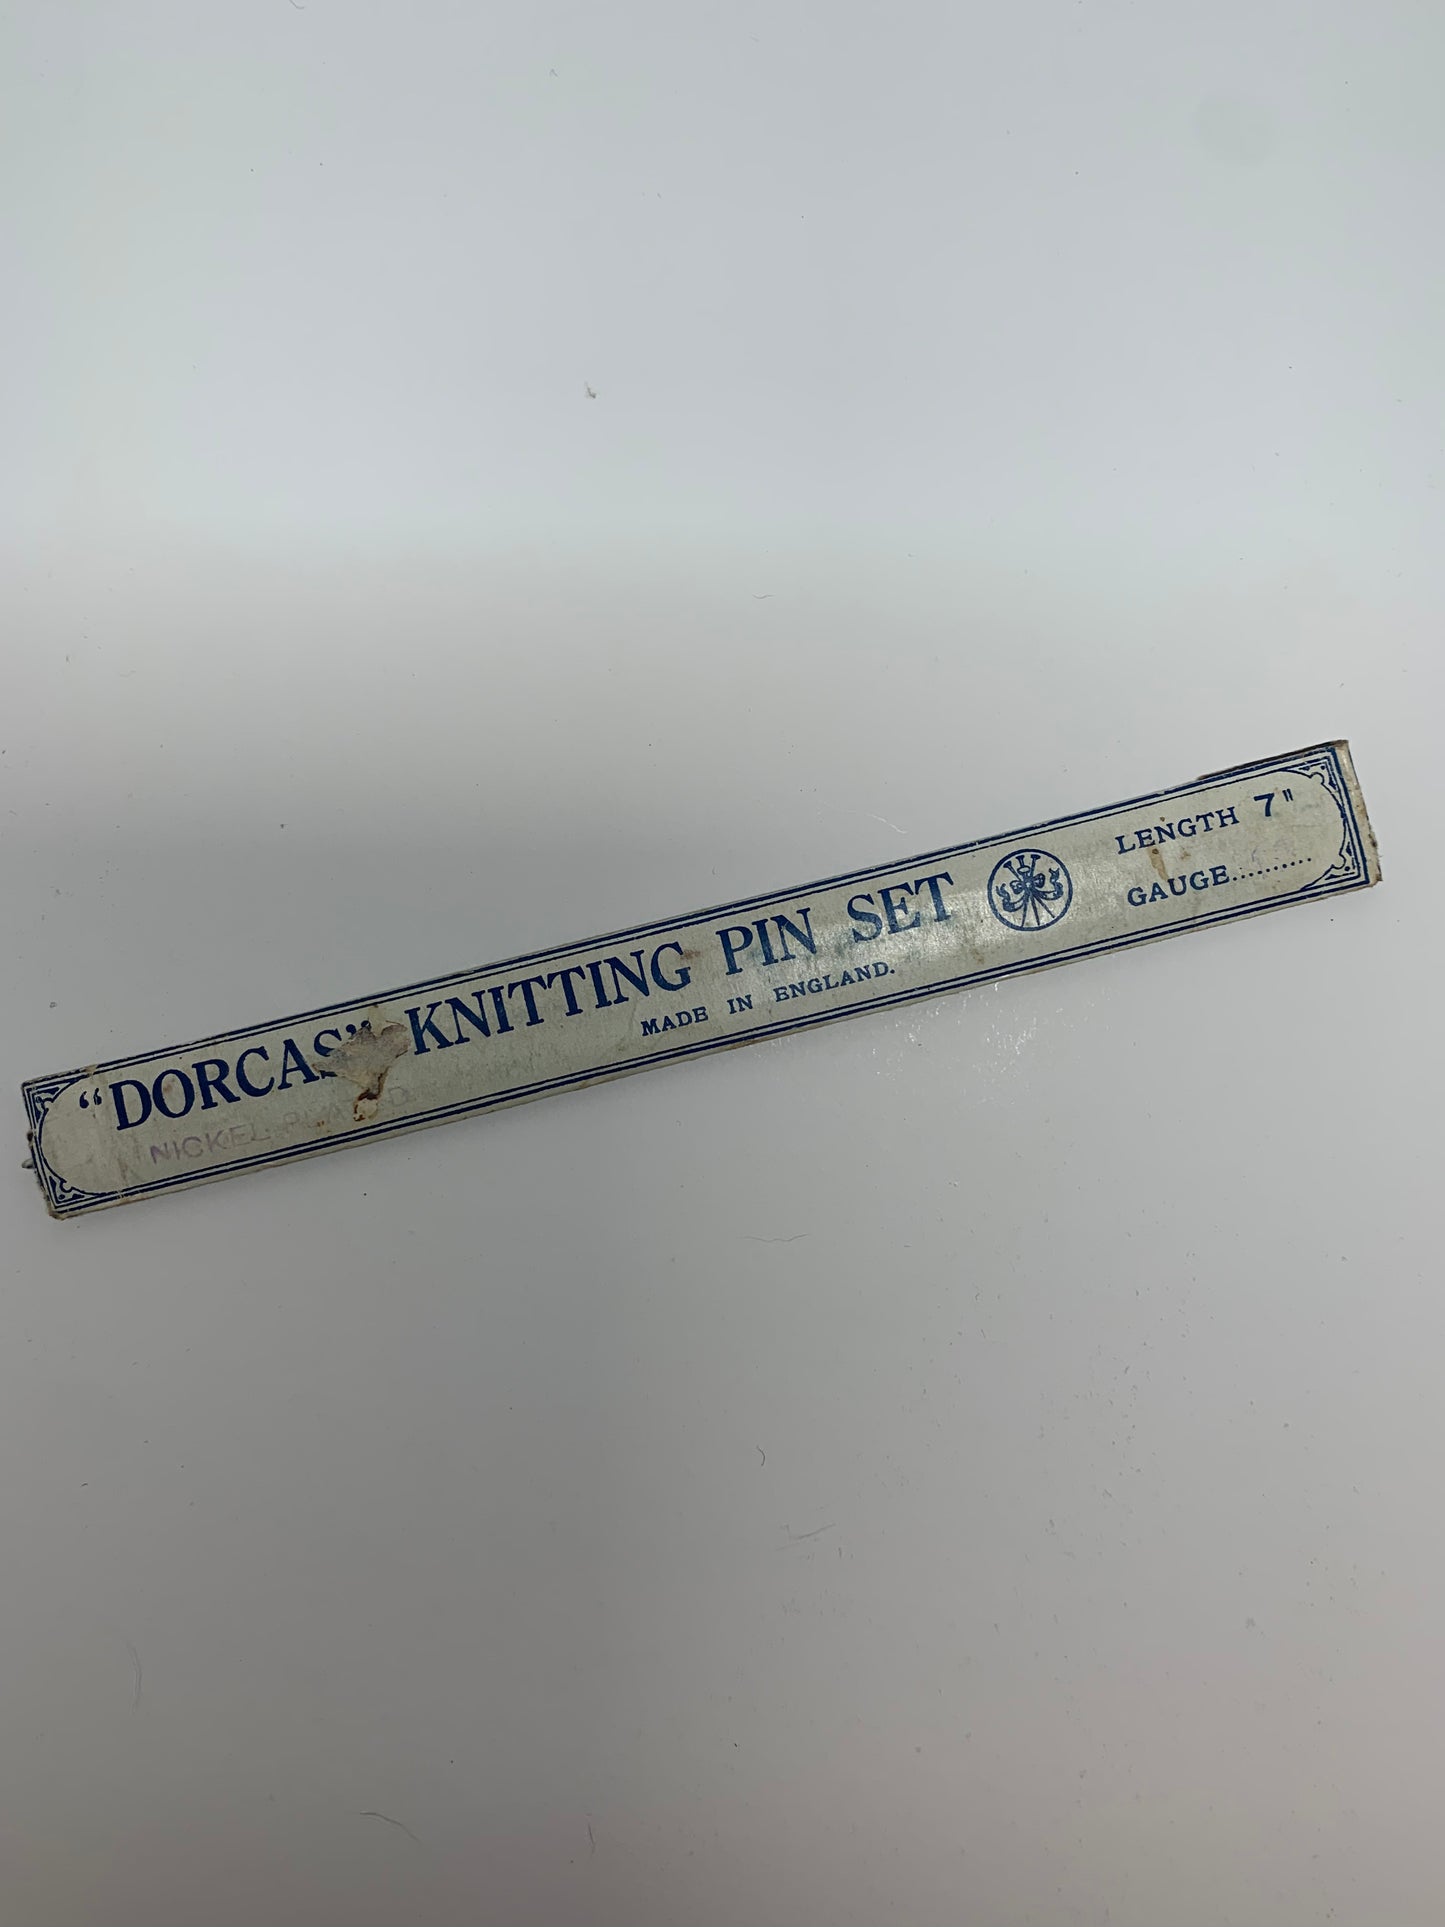 “DORCAS” KNITTING PIN SET
MADE IN ENGLAND.
NICKEL PLATED
LENGTH 7"
GAUGE..........